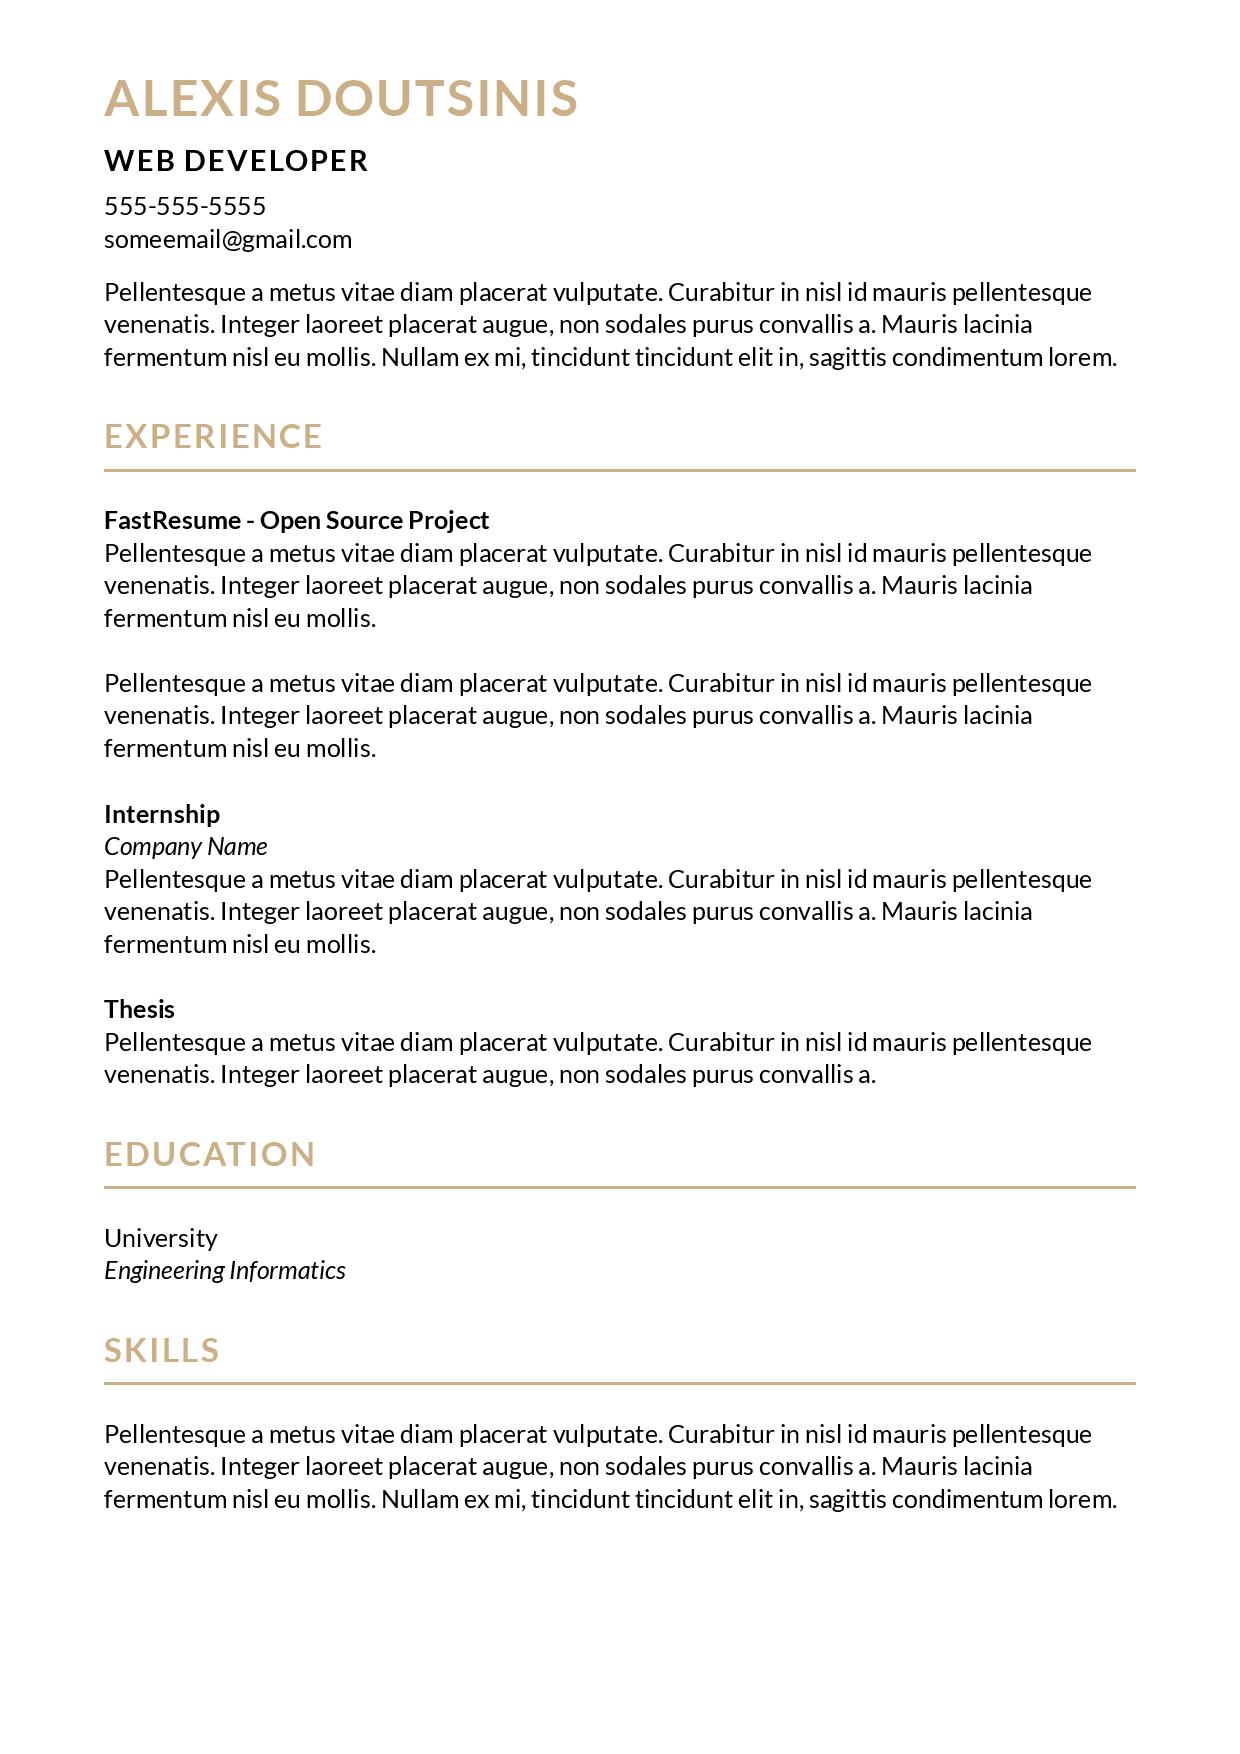 ALEXIS DOUTSINIS
WEB DEVELOPER
555-555-5555
someemail@gmail.com
Pellentesque a metus vitae diam placerat vulputate. Curabitur in nisl id mauris pellentesque
venenatis. Integer laoreet placerat augue, non sodales purus convallis a. Mauris lacinia
fermentum nisl eu mollis. Nullam ex mi, tincidunt tincidunt elit in, sagittis condimentum lorem.
EXPERIENCE
FastResume - Open Source Project
Pellentesque a metus vitae diam placerat vulputate. Curabitur in nisl id mauris pellentesque
venenatis. Integer laoreet placerat augue, non sodales purus convallis a. Mauris lacinia
fermentum nisl eu mollis.
Pellentesque a metus vitae diam placerat vulputate. Curabitur in nisl id mauris pellentesque
venenatis. Integer laoreet placerat augue, non sodales purus convallis a. Mauris lacinia
fermentum nisl eu mollis.
Internship
Company Name
Pellentesque a metus vitae diam placerat vulputate. Curabitur in nisl id mauris pellentesque
venenatis. Integer laoreet placerat augue, non sodales purus convallis a. Mauris lacinia
fermentum nisl eu mollis.
Thesis
Pellentesque a metus vitae diam placerat vulputate. Curabitur in nisl id mauris pellentesque
venenatis. Integer laoreet placerat augue, non sodales purus convallis a.
EDUCATION
University
Engineering Informatics
SKILLS
Pellentesque a metus vitae diam placerat vulputate. Curabitur in nisl id mauris pellentesque
venenatis. Integer laoreet placerat augue, non sodales purus convallis a. Mauris lacinia
fermentum nisl eu mollis. Nullam ex mi, tincidunt tincidunt elit in, sagittis condimentum lorem.